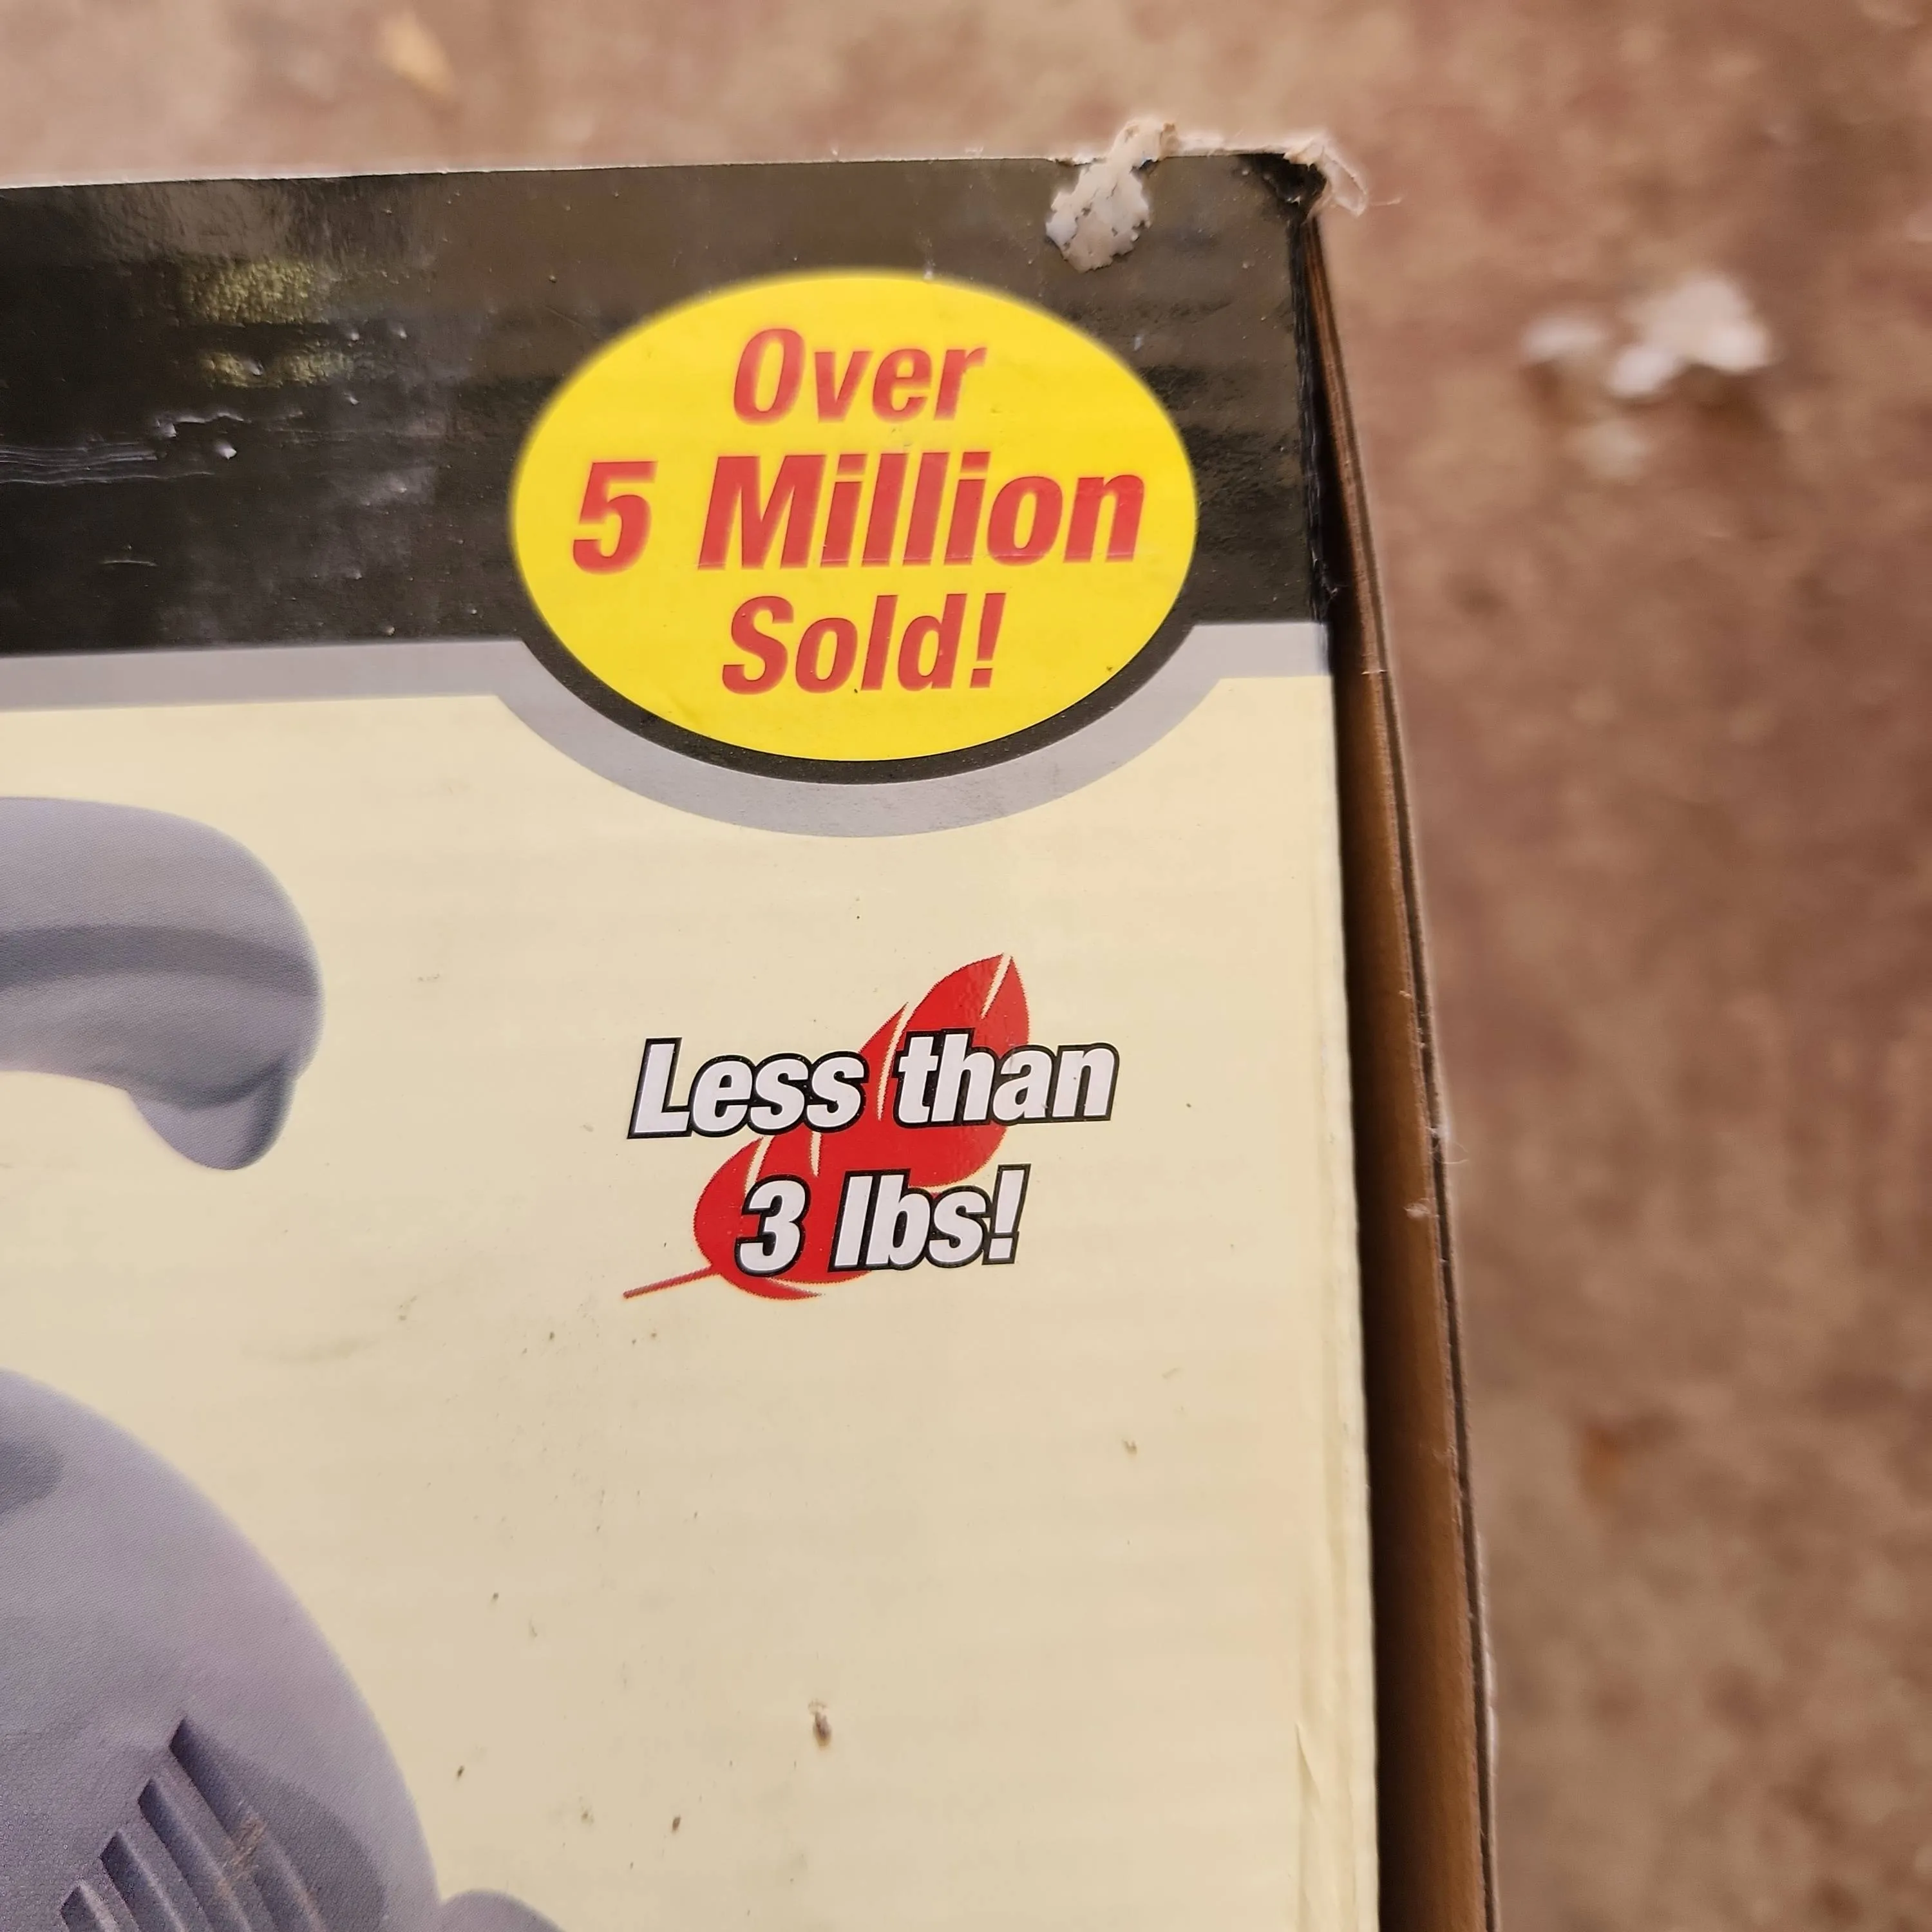 Over
5 Million
Sold!
Less than
3 lbs!